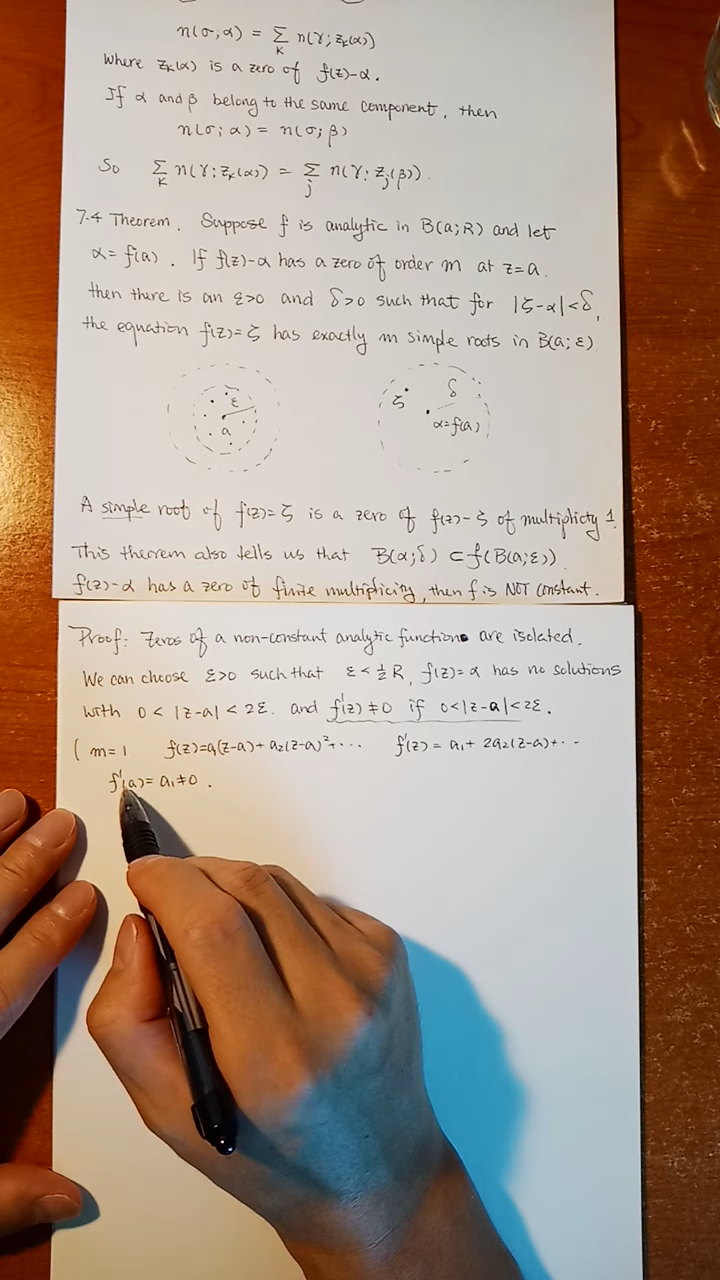 n(σ;α) = Σ_k n(γ; z_k(α))
where z_k(α) is a zero of f(z)-α.
If α and β belong to the same component, then
n(σ;α) = n(σ;β)
So Σ_k n(γ; z_k(α)) = Σ_j n(γ; z_j(β)).
7.4 Theorem. Suppose f is analytic in B(a;R) and let
α = f(a). If f(z)-α has a zero of order m at z=a.
then there is an ε>0 and δ>0 such that for |ζ-α|<δ,
the equation f(z)=ζ has exactly m simple roots in B(a;ε)
ε
a
ζ
δ
α=f(a)
A simple root of f(z)=ζ is a zero of f(z)-ζ of multiplicty 1.
This theorem also tells us that B(α;δ) ⊂ f(B(a;ε))
f(z)-α has a zero of finite multiplicity, then f is NOT constant.
Proof: Zeros of a non-constant analytic function are isolated.
We can choose ε>0 such that ε < ½R, f(z)=α has no solutions
with 0<|z-a|<2ε. and f'(z)≠0 if 0<|z-a|<2ε.
( m=1 f(z)=a₁(z-a)+a₂(z-a)²+··· f'(z) = a₁+2a₂(z-a)+···
f'(a)=a₁≠0.